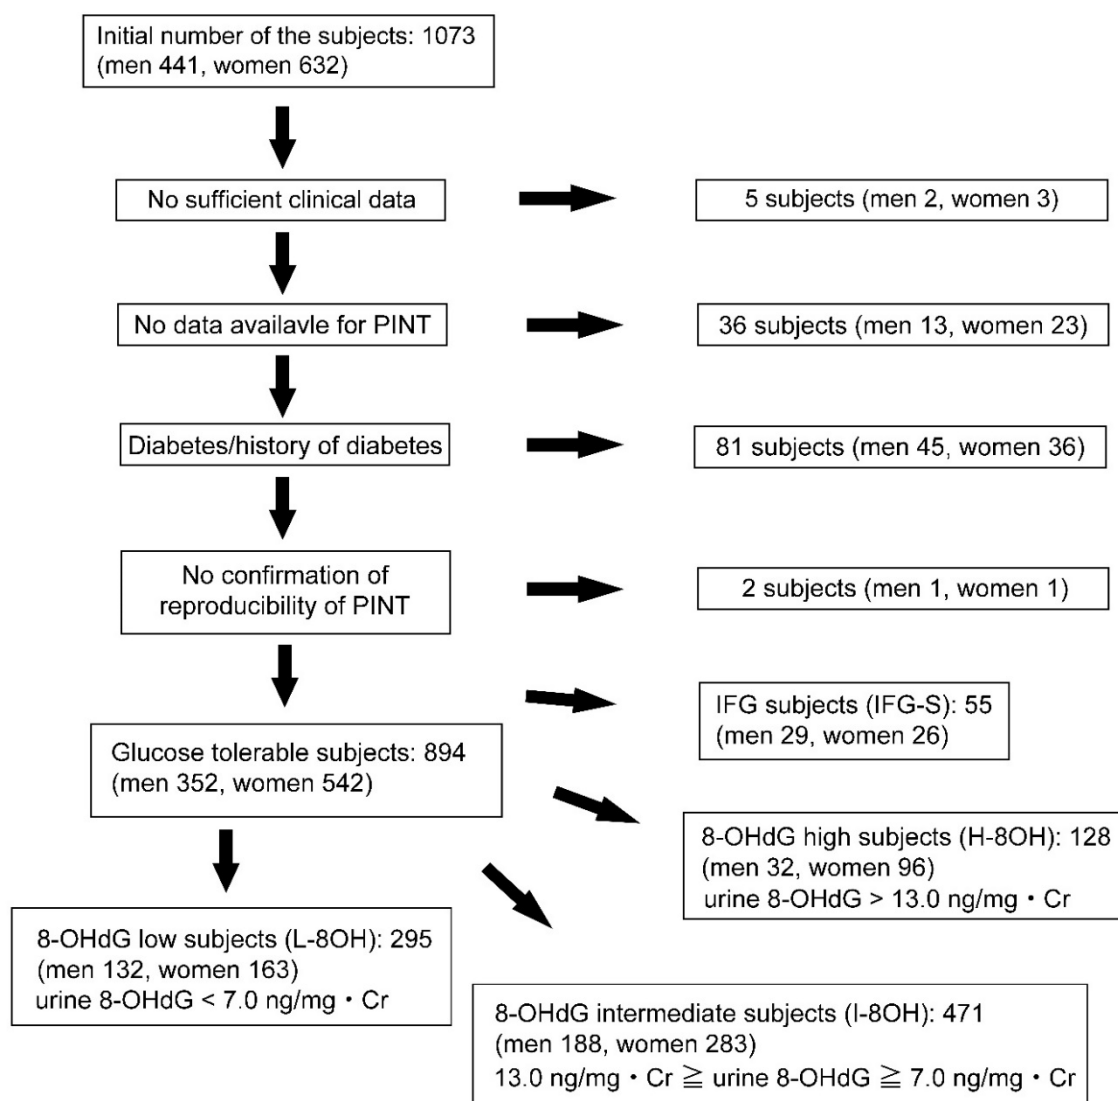 Initial number of the subjects: 1073
(men 441, women 632)
No sufficient clinical data
5 subjects (men 2, women 3)
No data availavle for PINT
36 subjects (men 13, women 23)
Diabetes/history of diabetes
81 subjects (men 45, women 36)
No confirmation of
reproducibility of PINT
2 subjects (men 1, women 1)
IFG subjects (IFG-S): 55
(men 29, women 26)
Glucose tolerable subjects: 894
(men 352, women 542)
8-OHdG high subjects (H-8OH): 128
(men 32, women 96)
urine 8-OHdG > 13.0 ng/mg・Cr
8-OHdG low subjects (L-8OH): 295
(men 132, women 163)
urine 8-OHdG < 7.0 ng/mg・Cr
8-OHdG intermediate subjects (I-8OH): 471
(men 188, women 283)
13.0 ng/mg・Cr ≧ urine 8-OHdG ≧ 7.0 ng/mg・Cr